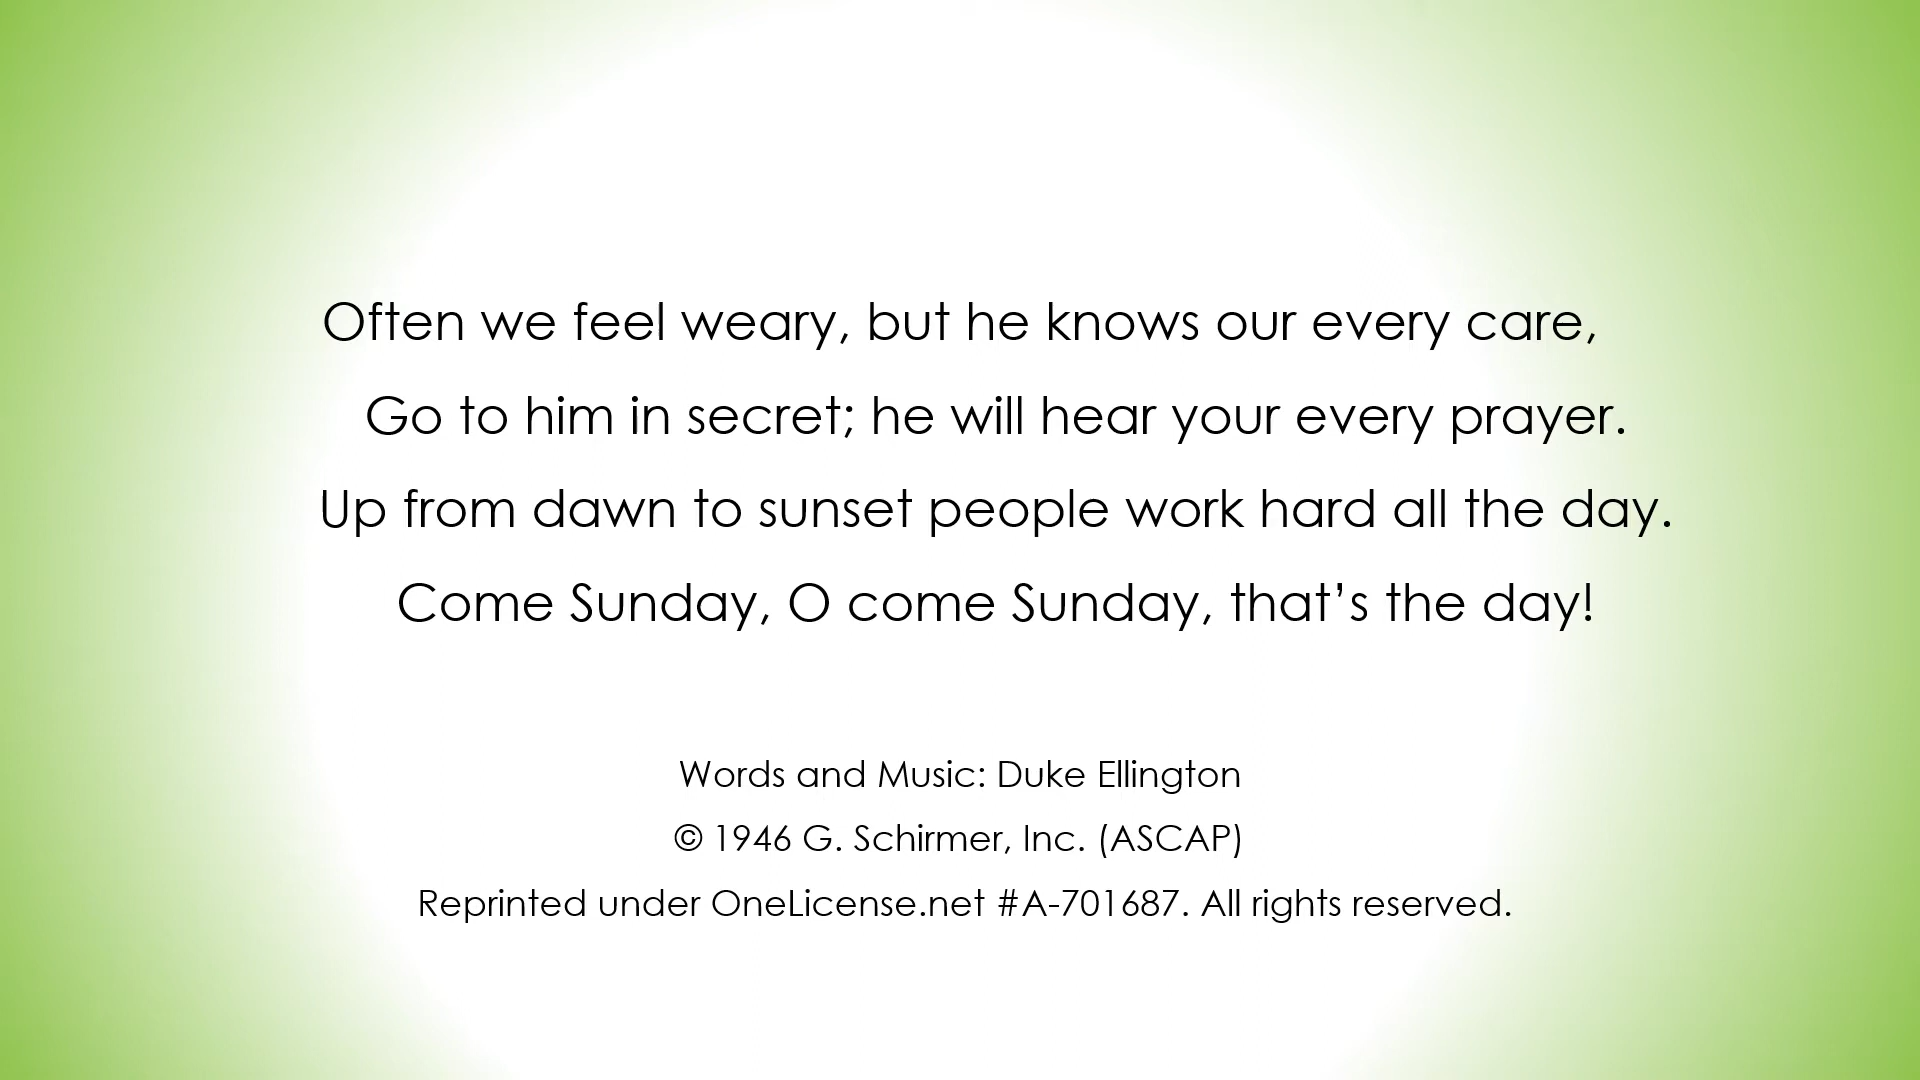 Often we feel weary, but he knows our every care,
Go to him in secret; he will hear your every prayer.
Up from dawn to sunset people work hard all the day.
Come Sunday, O come Sunday, that’s the day!
Words and Music: Duke Ellington
© 1946 G. Schirmer, Inc. (ASCAP)
Reprinted under OneLicense.net #A-701687. All rights reserved.